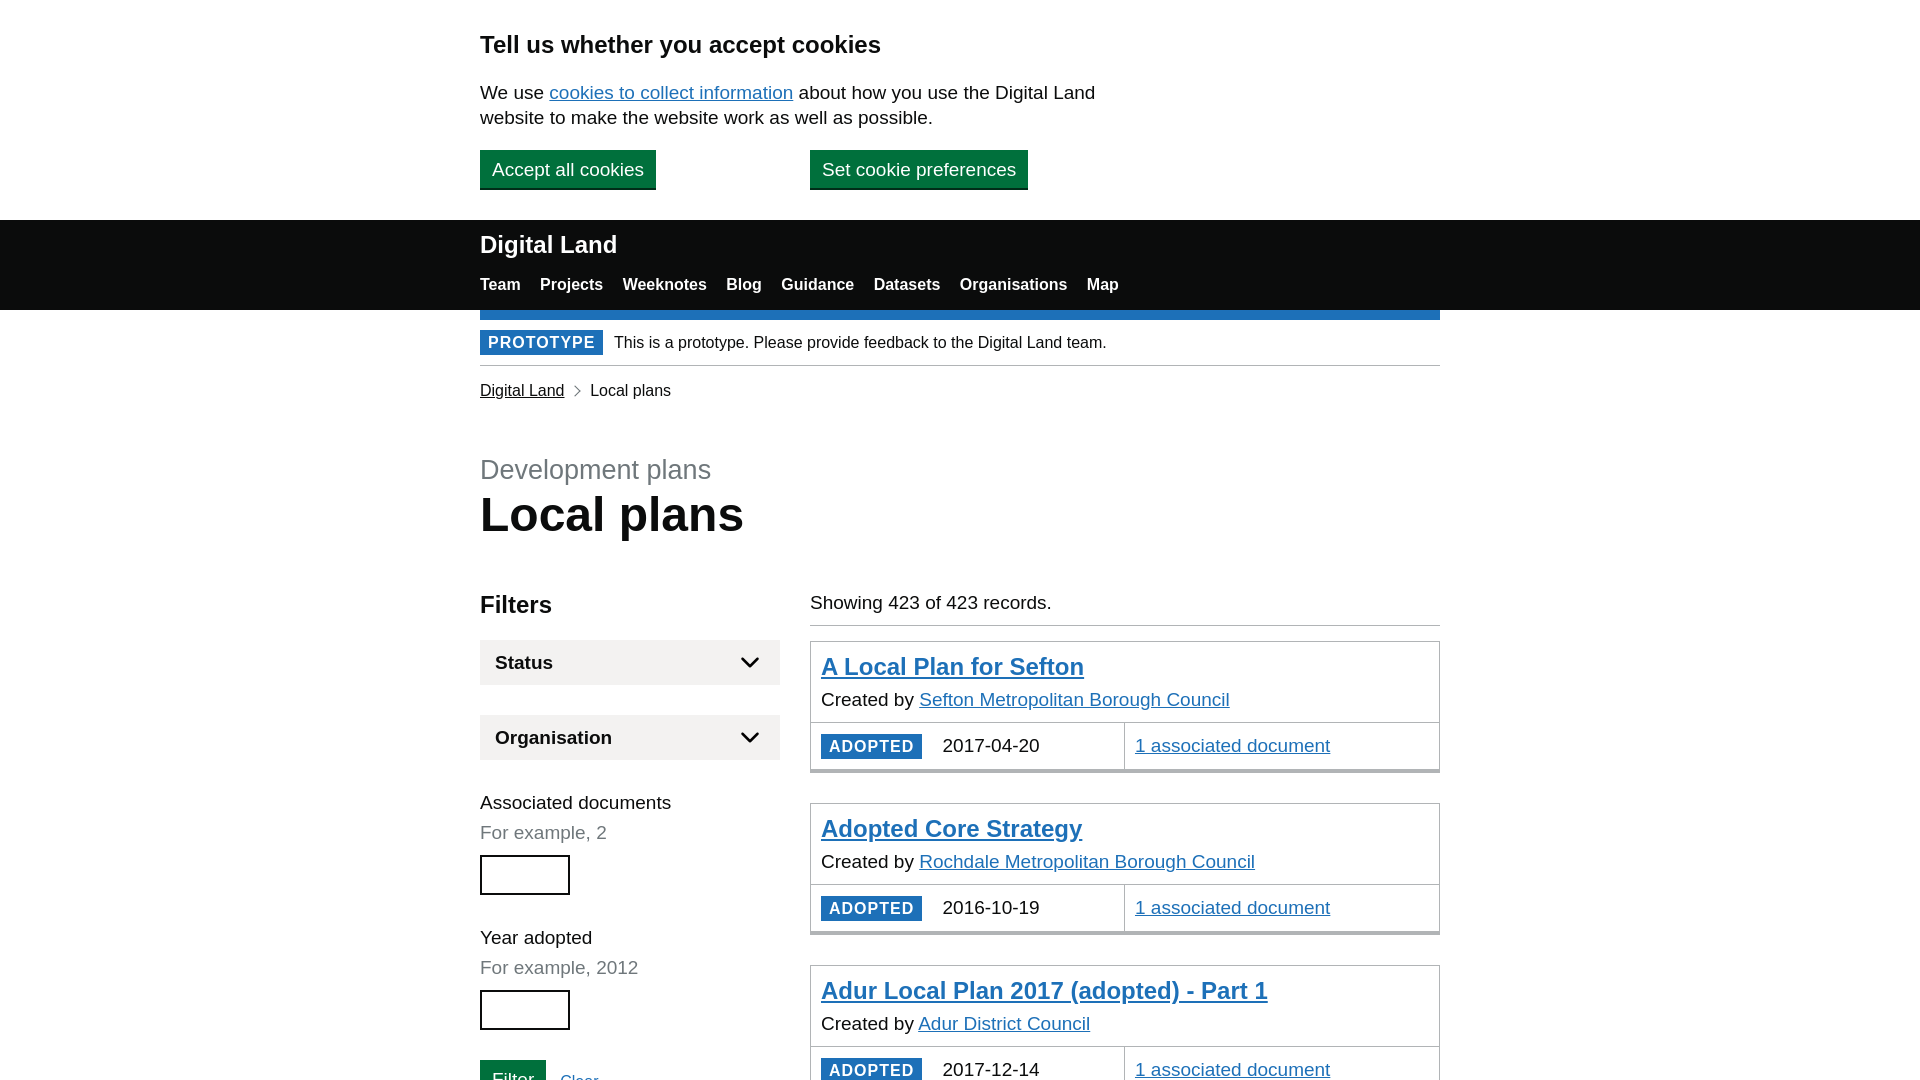 Tell us whether you accept cookies
We use cookies to collect information about how you use the Digital Land
website to make the website work as well as possible.
Accept all cookies
Set cookie preferences
Digital Land
Team Projects Weeknotes Blog Guidance Datasets Organisations Map
PROTOTYPE This is a prototype. Please provide feedback to the Digital Land team.
Digital Land Local plans
Development plans
Local plans
Filters
Status
Organisation
Associated documents
For example, 2
Year adopted
For example, 2012
Filter Clear
Showing 423 of 423 records.
A Local Plan for Sefton
Created by Sefton Metropolitan Borough Council
ADOPTED 2017-04-20 1 associated document
Adopted Core Strategy
Created by Rochdale Metropolitan Borough Council
ADOPTED 2016-10-19 1 associated document
Adur Local Plan 2017 (adopted) - Part 1
Created by Adur District Council
ADOPTED 2017-12-14 1 associated document